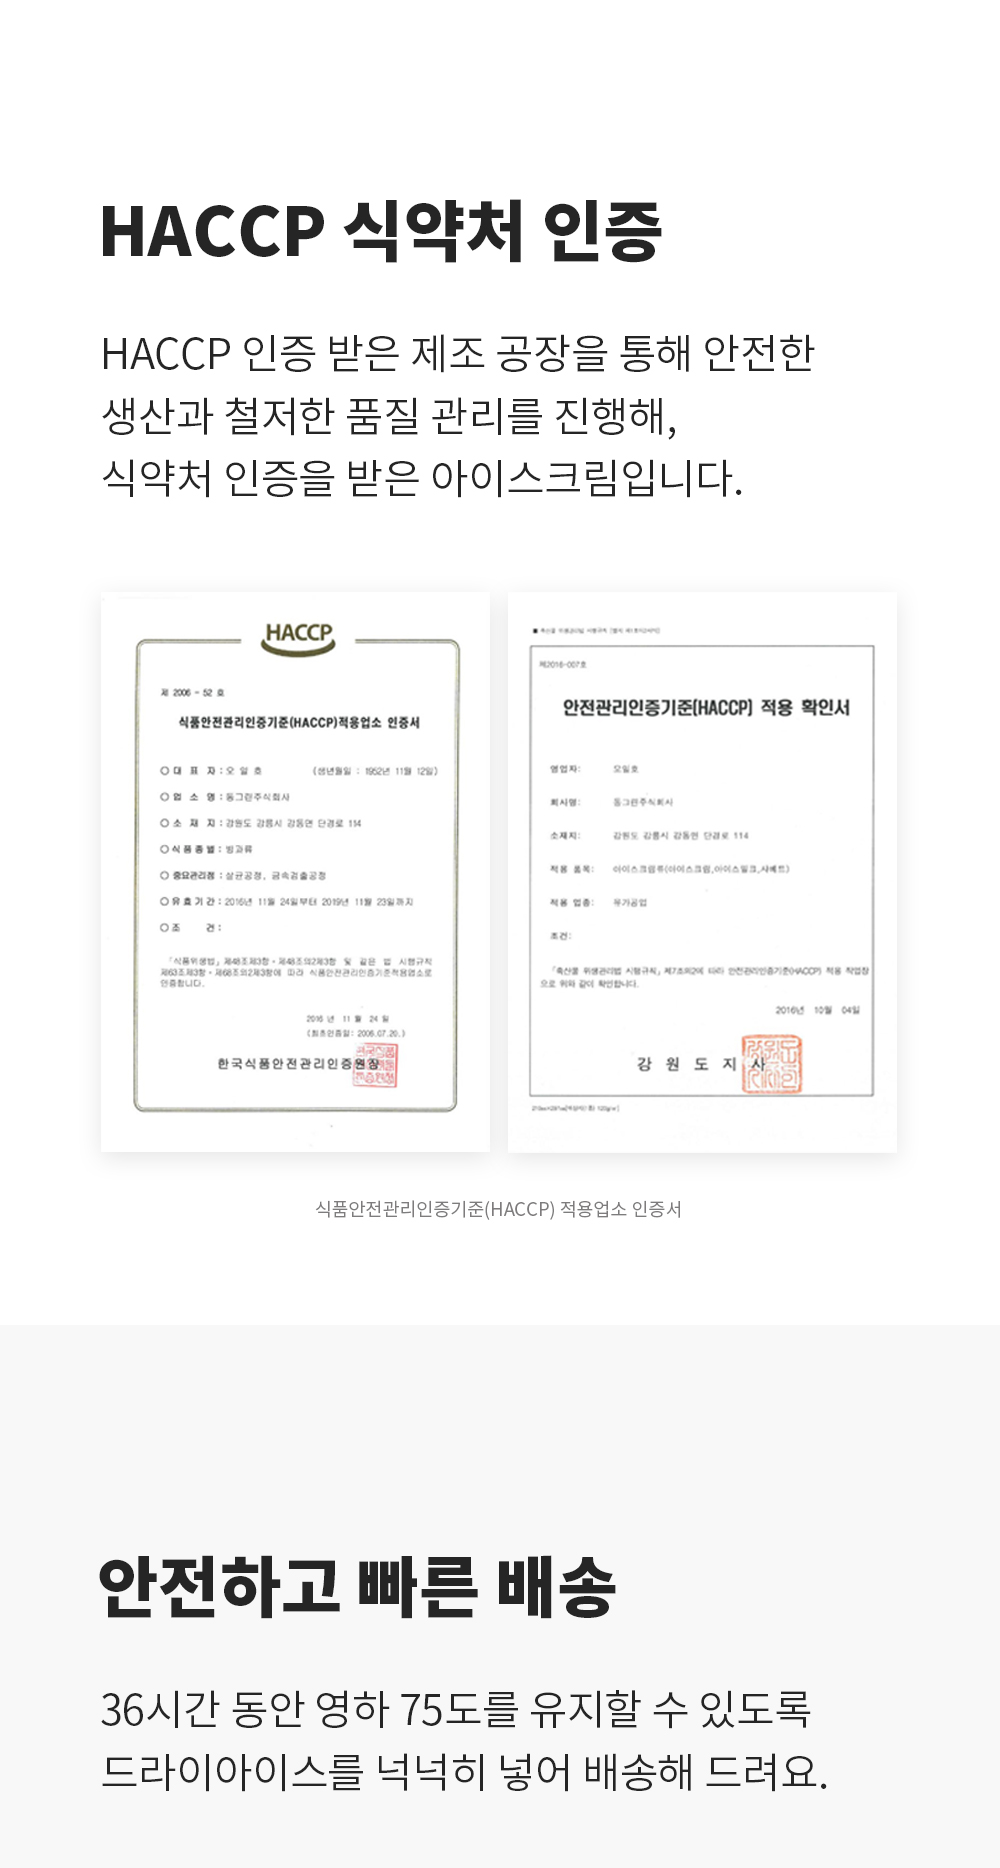 HACCP 식약처 인증
HACCP 인증 받은 제조 공장을 통해 안전한
생산과 철저한 품질 관리를 진행해,
식약처 인증을 받은 아이스크림입니다.
HACCP
제 2006 - 52 호
식품안전관리인증기준(HACCP)적용업소 인증서
○ 대 표 자 : 오 일 호 (생년월일 : 1952년 11월 12일)
○ 업 소 명 : 동그린주식회사
○ 소 재 지 : 강원도 강릉시 강동면 단경로 114
○ 식품종별 : 빙과류
○ 중요관리점 : 살균공정, 금속검출공정
○ 유효기간 : 2016년 11월 24일부터 2019년 11월 23일까지
○ 조 건 :
「식품위생법」 제48조제3항・제48조의2제3항 및 같은 법 시행규칙
제63조제3항・제68조의2제3항에 따라 식품안전관리인증기준적용업소로
인증합니다.
2016 년 11 월 24 일
(최초인증일: 2006.07.20.)
한국식품안전관리인증원장
■ 축산물 위생관리법 시행규칙
제2016-007호
안전관리인증기준(HACCP) 적용 확인서
영업자: 오일호
회사명: 동그린주식회사
소재지: 강원도 강릉시 강동면 단경로 114
적용 품목: 아이스크림류(아이스크림,아이스밀크,샤베트)
적용 업종: 유가공업
조건:
「축산물 위생관리법 시행규칙」 제7조의2에 따라 안전관리인증기준(HACCP) 적용 작업장
으로 위와 같이 확인합니다.
2016년 10월 04일
강 원 도 지 사
식품안전관리인증기준(HACCP) 적용업소 인증서
안전하고 빠른 배송
36시간 동안 영하 75도를 유지할 수 있도록
드라이아이스를 넉넉히 넣어 배송해 드려요.